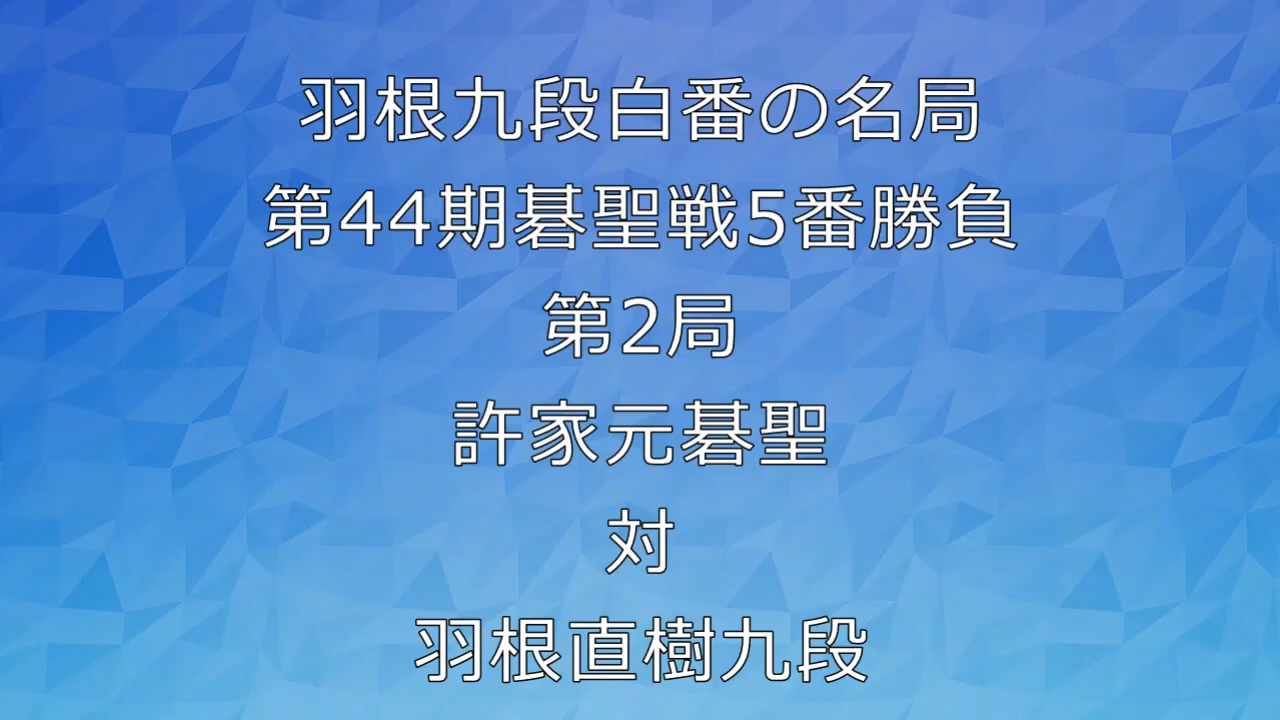 羽根九段白番の名局
第44期碁聖戦5番勝負
第2局
許家元碁聖
対
羽根直樹九段